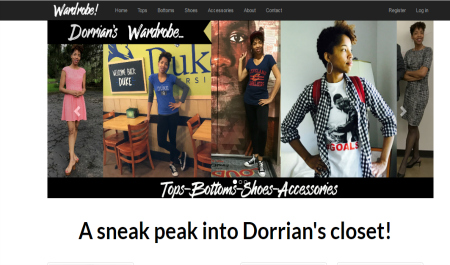 Wardrobe!
Home Tops Bottoms Shoes Accessories About Contact
Register Log in
Dorrian's Wardrobe...
WELCOME BACK
DUKE
Duke
GOALS
Tops-Bottoms-Shoes-Accessories
A sneak peak into Dorrian's closet!